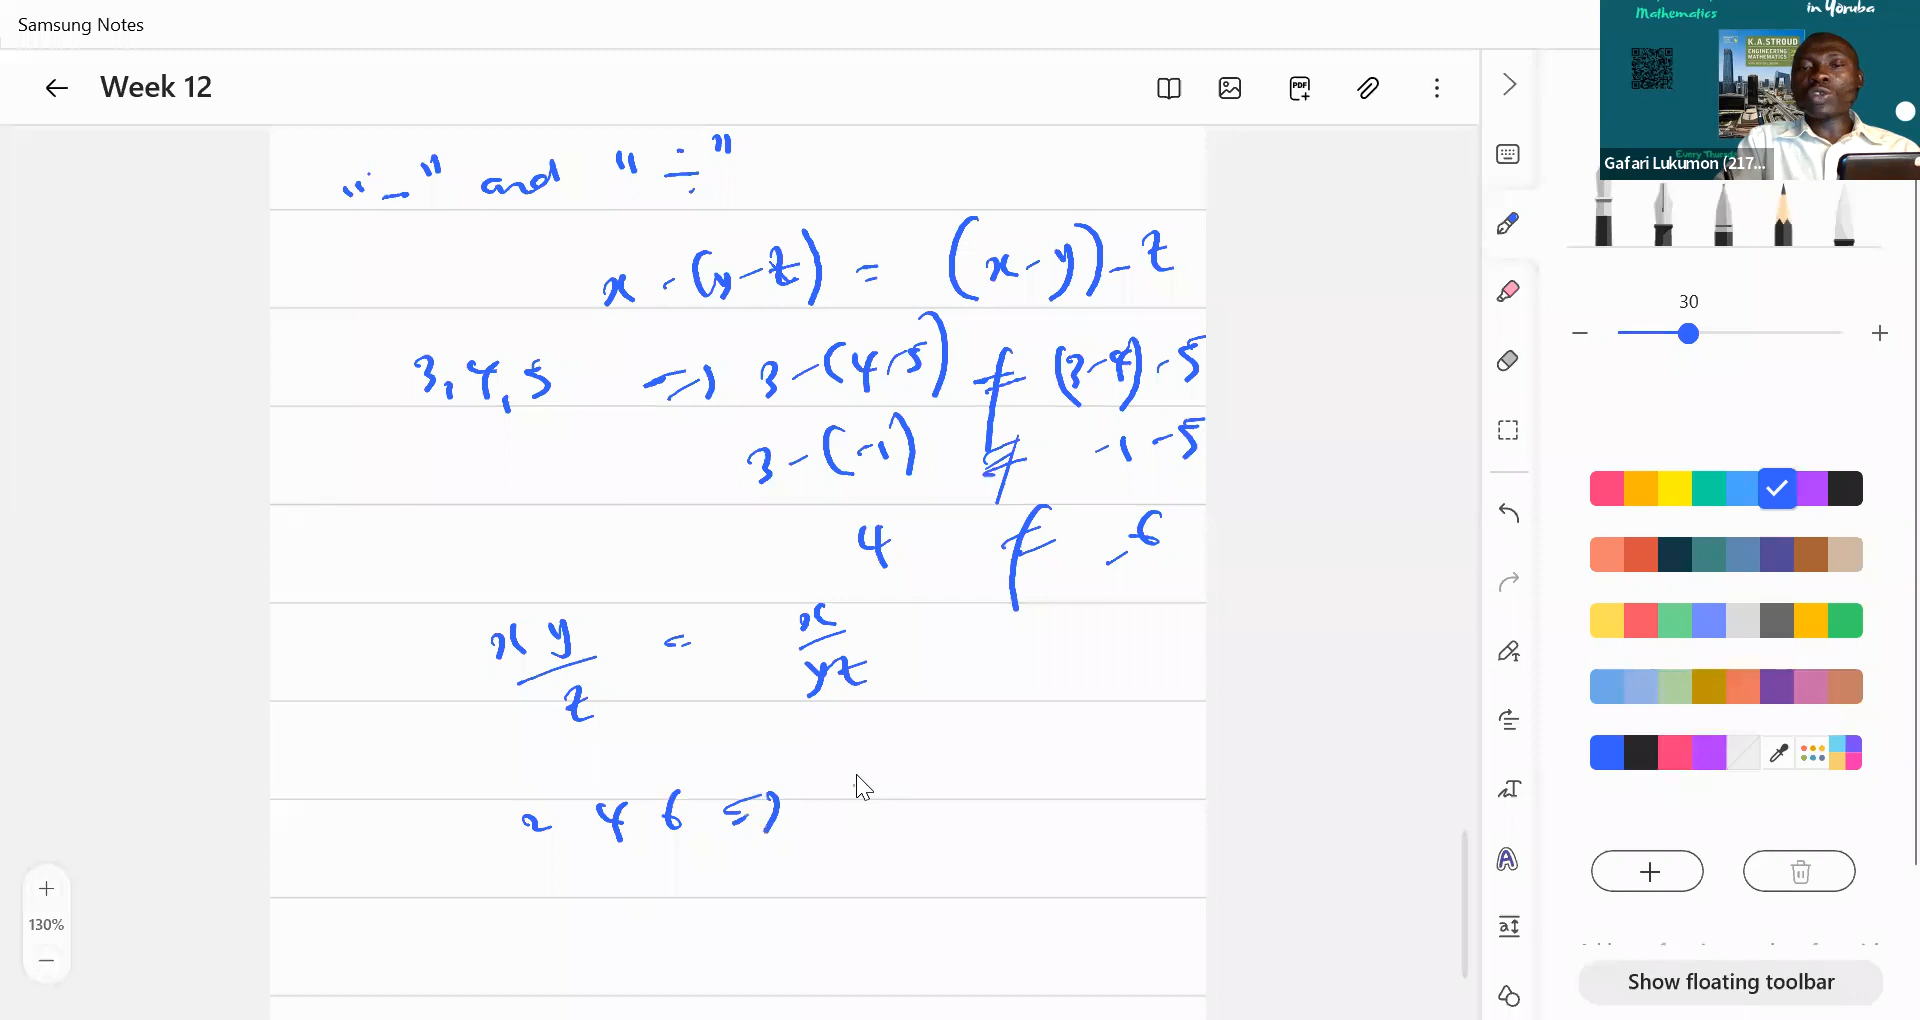 Samsung Notes
Mathematics
in Yoruba
K.A. STROUD
ENGINEERING
MATHEMATICS
Week 12
PDF
Gafari Lukumon (217...
"-" and "÷"
x - (y - z) = (x - y) - z
30
3, 4, 5 => 3 - (4 - 5) ≠ (3 - 4) - 5
3 - (-1) ≠ -1 - 5
4 ≠ -6
xy/z = x/yz
2 4 6 =>
130%
Show floating toolbar